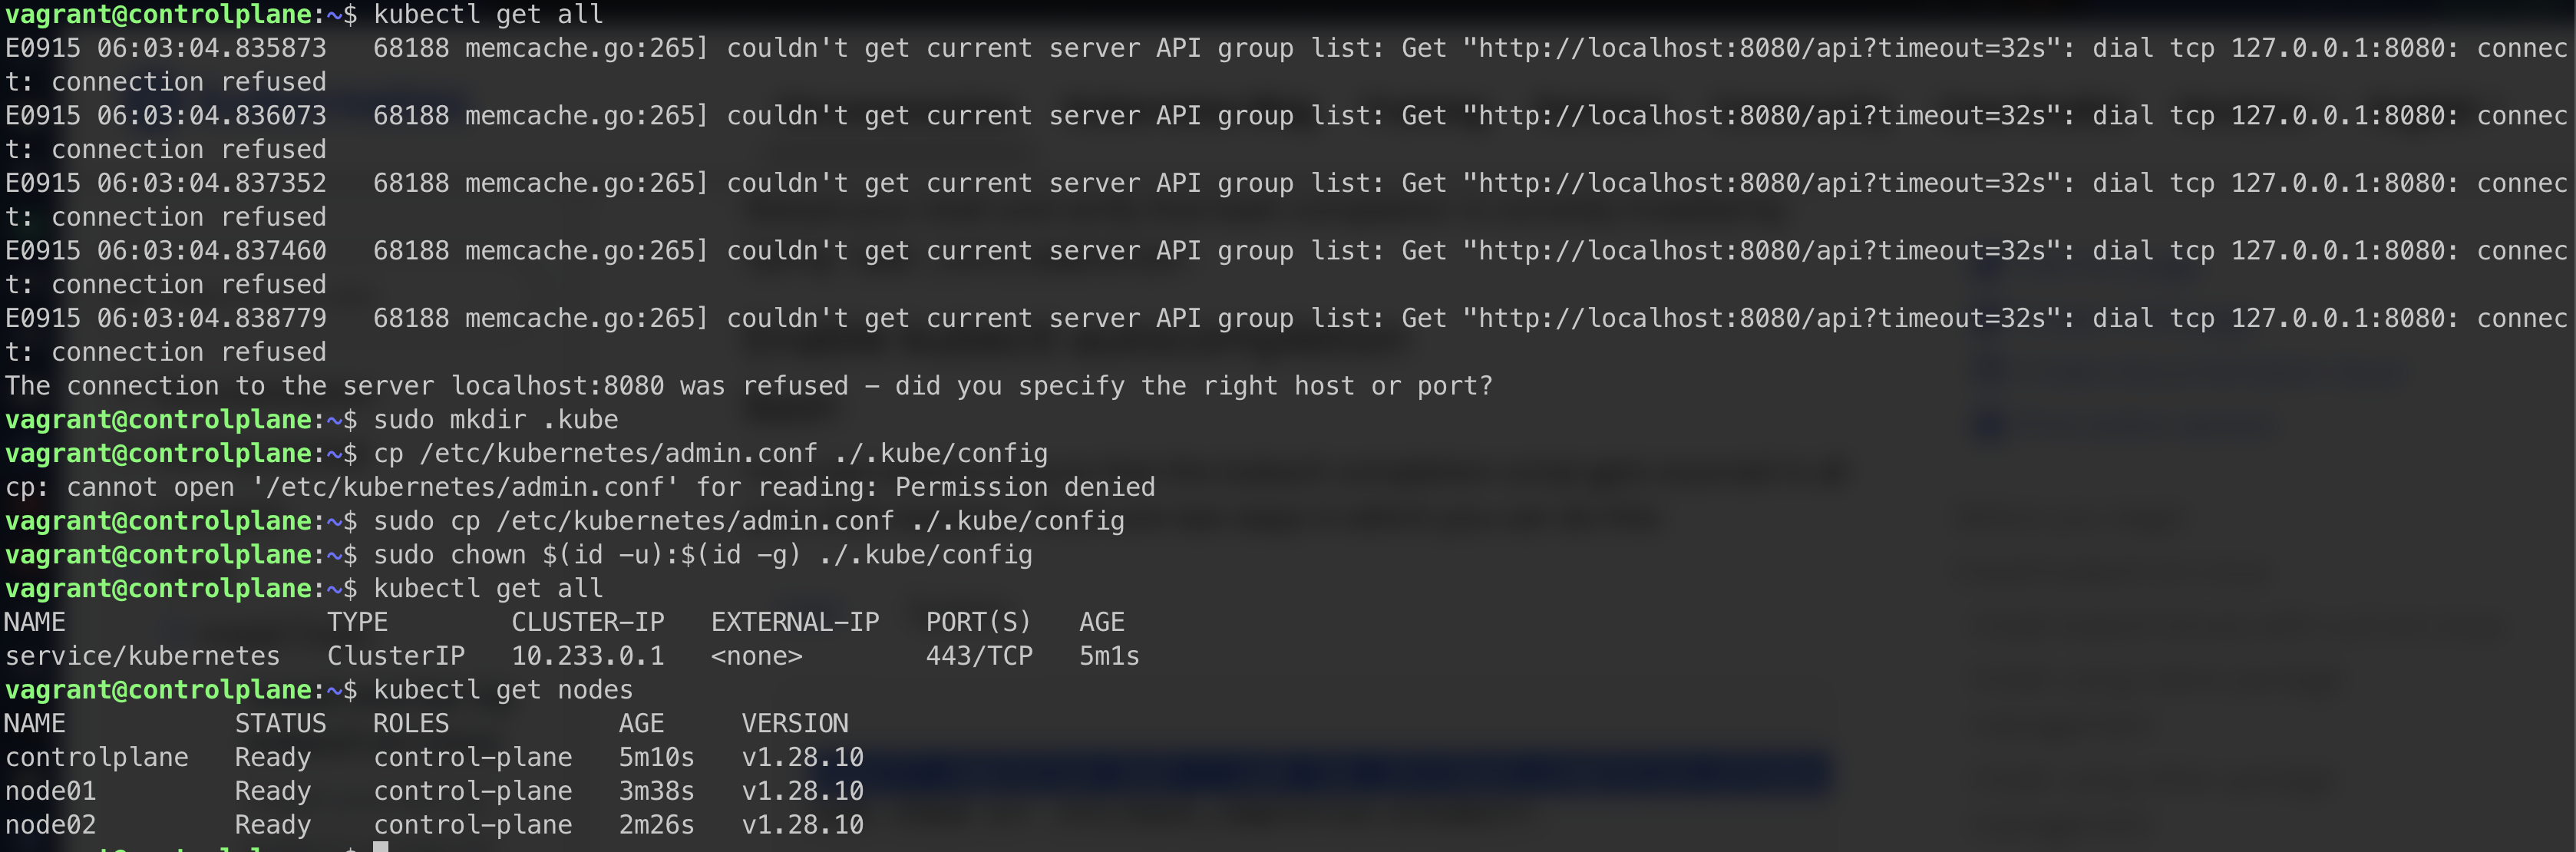 vagrant@controlplane:~$ kubectl get all
E0915 06:03:04.835873   68188 memcache.go:265] couldn't get current server API group list: Get "http://localhost:8080/api?timeout=32s": dial tcp 127.0.0.1:8080: connec
t: connection refused
E0915 06:03:04.836073   68188 memcache.go:265] couldn't get current server API group list: Get "http://localhost:8080/api?timeout=32s": dial tcp 127.0.0.1:8080: connec
t: connection refused
E0915 06:03:04.837352   68188 memcache.go:265] couldn't get current server API group list: Get "http://localhost:8080/api?timeout=32s": dial tcp 127.0.0.1:8080: connec
t: connection refused
E0915 06:03:04.837460   68188 memcache.go:265] couldn't get current server API group list: Get "http://localhost:8080/api?timeout=32s": dial tcp 127.0.0.1:8080: connec
t: connection refused
E0915 06:03:04.838779   68188 memcache.go:265] couldn't get current server API group list: Get "http://localhost:8080/api?timeout=32s": dial tcp 127.0.0.1:8080: connec
t: connection refused
The connection to the server localhost:8080 was refused - did you specify the right host or port?
vagrant@controlplane:~$ sudo mkdir .kube
vagrant@controlplane:~$ cp /etc/kubernetes/admin.conf ./.kube/config
cp: cannot open '/etc/kubernetes/admin.conf' for reading: Permission denied
vagrant@controlplane:~$ sudo cp /etc/kubernetes/admin.conf ./.kube/config
vagrant@controlplane:~$ sudo chown $(id -u):$(id -g) ./.kube/config
vagrant@controlplane:~$ kubectl get all
NAME                 TYPE        CLUSTER-IP   EXTERNAL-IP   PORT(S)   AGE
service/kubernetes   ClusterIP   10.233.0.1   <none>        443/TCP   5m1s
vagrant@controlplane:~$ kubectl get nodes
NAME           STATUS   ROLES           AGE     VERSION
controlplane   Ready    control-plane   5m10s   v1.28.10
node01         Ready    control-plane   3m38s   v1.28.10
node02         Ready    control-plane   2m26s   v1.28.10